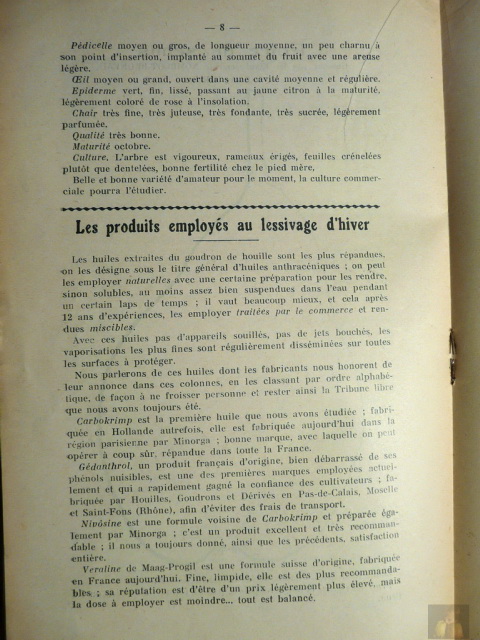 — 8 —
Pédicelle moyen ou gros, de longueur moyenne, un peu charnu à
son point d'insertion, implanté au sommet du fruit avec une areuse
légère.
Œil moyen ou grand, ouvert dans une cavité moyenne et régulière.
Epiderme vert, fin, lissé, passant au jaune citron à la maturité,
légèrement coloré de rose à l'insolation.
Chair très fine, très juteuse, très fondante, très sucrée, légèrement
parfumée.
Qualité très bonne.
Maturité octobre.
Culture. L'arbre est vigoureux, rameaux érigés, feuilles crénelées
plutôt que dentelées, bonne fertilité chez le pied mère,
Belle et bonne variété d'amateur pour le moment, la culture commer-
ciale pourra l'étudier.
Les produits employés au lessivage d'hiver
Les huiles extraites du goudron de houille sont les plus répandues,
on les désigne sous le titre général d'huiles anthracéniques ; on peut
les employer naturelles avec une certaine préparation pour les rendre,
sinon solubles, au moins assez bien suspendues dans l'eau pendant
un certain laps de temps ; il vaut beaucoup mieux, et cela après
12 ans d'expériences, les employer traitées par le commerce et ren-
dues miscibles.
Avec ces huiles pas d'appareils souillés, pas de jets bouchés, les
vaporisations les plus fines sont régulièrement disséminées sur toutes
les surfaces à protéger.
Nous parlerons de ces huiles dont les fabricants nous honorent de
leur annonce dans ces colonnes, en les classant par ordre alphabé-
tique, de façon à ne froisser personne et rester ainsi la Tribune libre
que nous avons toujours été.
Carbokrimp est la première huile que nous avons étudiée ; fabri-
quée en Hollande autrefois, elle est fabriquée aujourd'hui dans la
région parisienne par Minorga ; bonne marque, avec laquelle on peut
opérer à coup sûr, répandue dans toute la France.
Gédanthrol, un produit français d'origine, bien débarrassé de ses
phénols nuisibles, est une des premières marques employées actuel-
lement et qui a rapidement gagné la confiance des cultivateurs ; fa-
briquée par Houilles, Goudrons et Dérivés en Pas-de-Calais, Moselle
et Saint-Fons (Rhône), afin d'éviter des frais de transport.
Nivôsine est une formule voisine de Carbokrimp et préparée éga-
lement par Minorga ; c'est un produit excellent et très recomman-
dable ; il nous a toujours donné, ainsi que les précédents, satisfaction
entière.
Veraline de Maag-Progil est une formule suisse d'origine, fabriquée
en France aujourd'hui. Fine, limpide, elle est des plus recommanda-
bles ; sa réputation est d'être d'un prix légèrement plus élevé, mais
la dose à employer est moindre... tout est balancé.